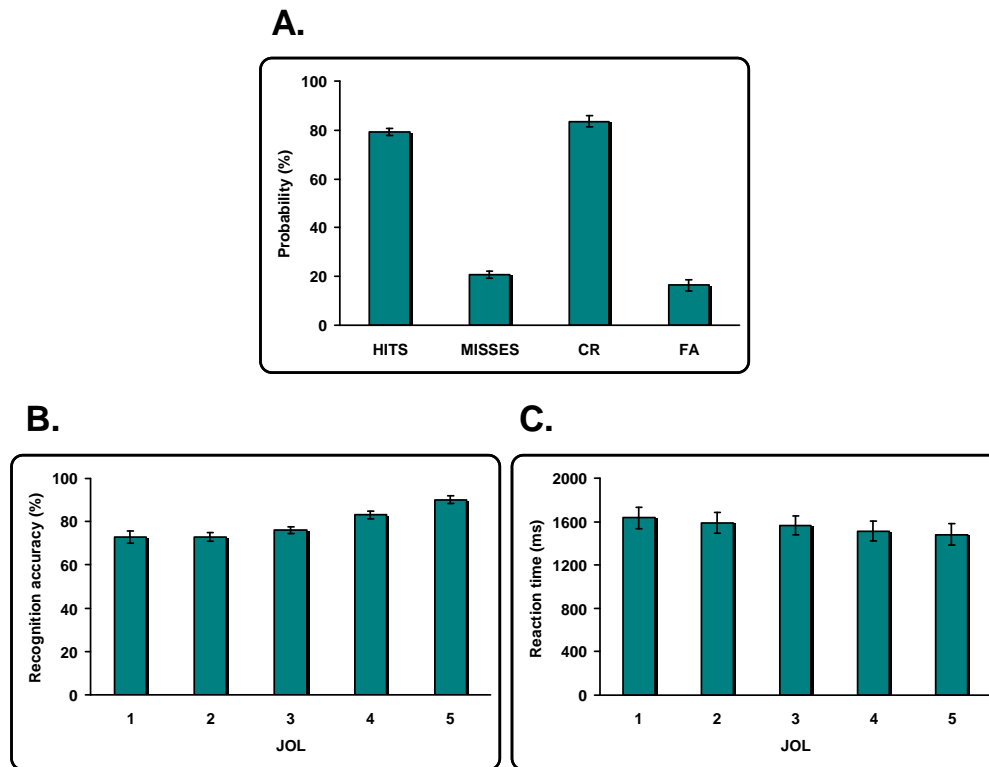 A.
Probability (%)
100
80
60
40
20
0
HITS MISSES CR FA
B.
Recognition accuracy (%)
100
80
60
40
20
0
1 2 3 4 5
JOL
C.
Reaction time (ms)
2000
1600
1200
800
400
0
1 2 3 4 5
JOL